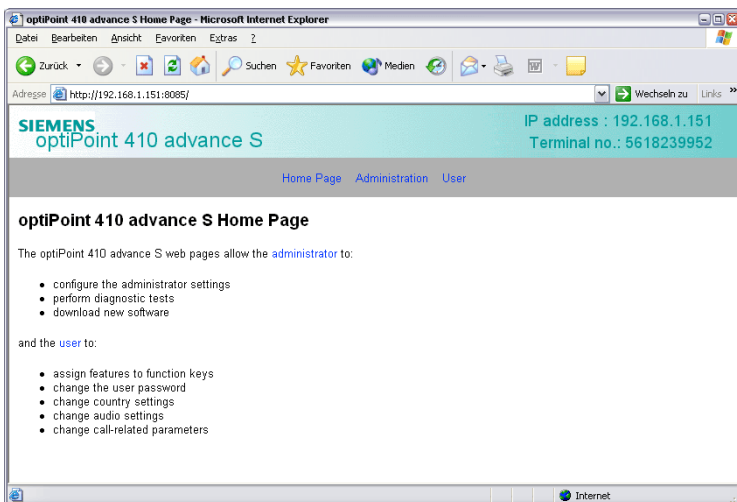 optiPoint 410 advance S Home Page - Microsoft Internet Explorer
Datei Bearbeiten Ansicht Favoriten Extras ?
Zurück Suchen Favoriten Medien
Adresse http://192.168.1.151:8085/ Wechseln zu Links »
SIEMENS
optiPoint 410 advance S
IP address : 192.168.1.151
Terminal no.: 5618239952
Home Page Administration User
optiPoint 410 advance S Home Page
The optiPoint 410 advance S web pages allow the administrator to:
• configure the administrator settings
• perform diagnostic tests
• download new software
and the user to:
• assign features to function keys
• change the user password
• change country settings
• change audio settings
• change call-related parameters
Internet